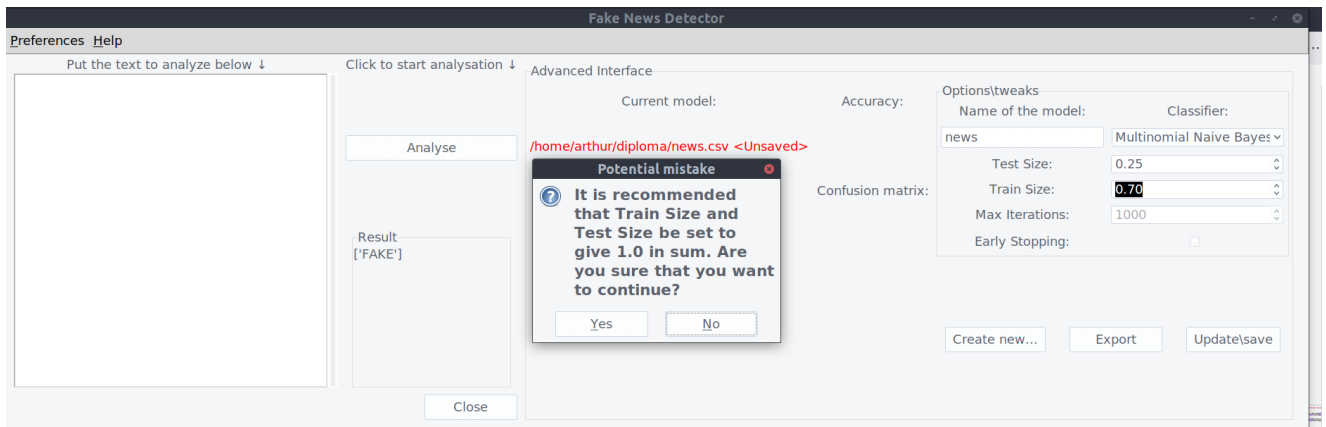 Fake News Detector
Preferences Help
Put the text to analyze below ↓
Click to start analysation ↓
Analyse
Result
['FAKE']
Close
Advanced Interface
Current model:
Accuracy:
/home/arthur/diploma/news.csv <Unsaved>
Confusion matrix:
Options\tweaks
Name of the model:
Classifier:
news
Multinomial Naive Bayes
Test Size:
0.25
Train Size:
0.70
Max Iterations:
1000
Early Stopping:
Create new...
Export
Update\save
Potential mistake
It is recommended
that Train Size and
Test Size be set to
give 1.0 in sum. Are
you sure that you want
to continue?
Yes
No